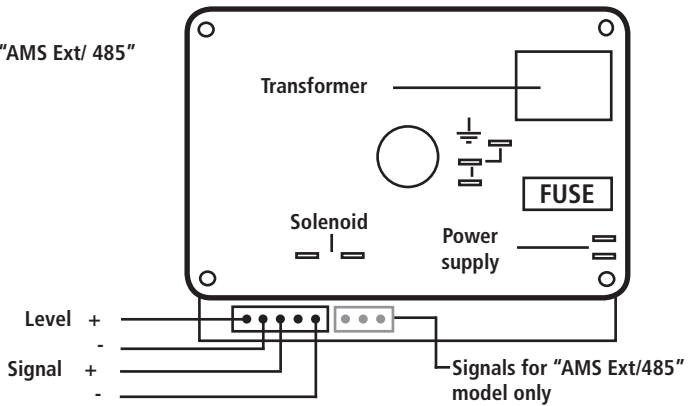 “AMS Ext/ 485”
Transformer
FUSE
Solenoid
Power
supply
Level +
-
Signal +
-
Signals for “AMS Ext/485”
model only